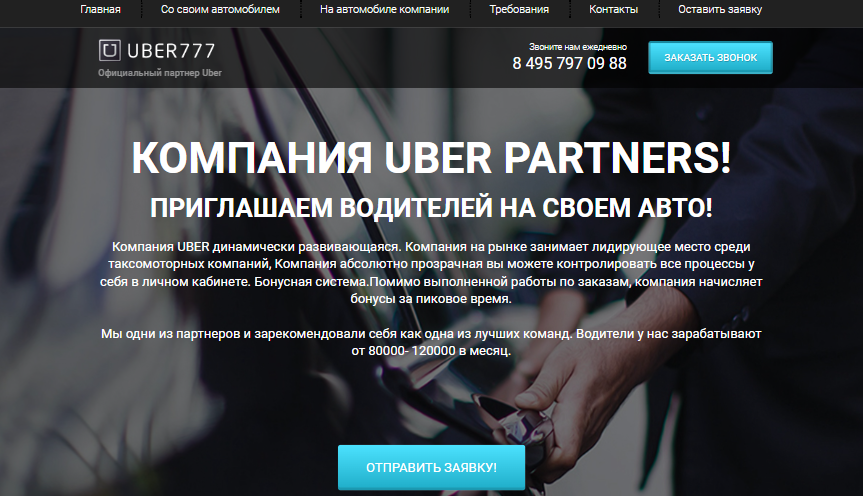 Главная Со своим автомобилем На автомобиле компании Требования Контакты Оставить заявку
UBER777
Официальный партнер Uber
Звоните нам ежедневно
8 495 797 09 88
ЗАКАЗАТЬ ЗВОНОК
КОМПАНИЯ UBER PARTNERS!
ПРИГЛАШАЕМ ВОДИТЕЛЕЙ НА СВОЕМ АВТО!
Компания UBER динамически развивающаяся. Компания на рынке занимает лидирующее место среди
таксомоторных компаний, Компания абсолютно прозрачная вы можете контролировать все процессы у
себя в личном кабинете. Бонусная система.Помимо выполненной работы по заказам, компания начисляет
бонусы за пиковое время.
Мы одни из партнеров и зарекомендовали себя как одна из лучших команд. Водители у нас зарабатывают
от 80000- 120000 в месяц.
ОТПРАВИТЬ ЗАЯВКУ!